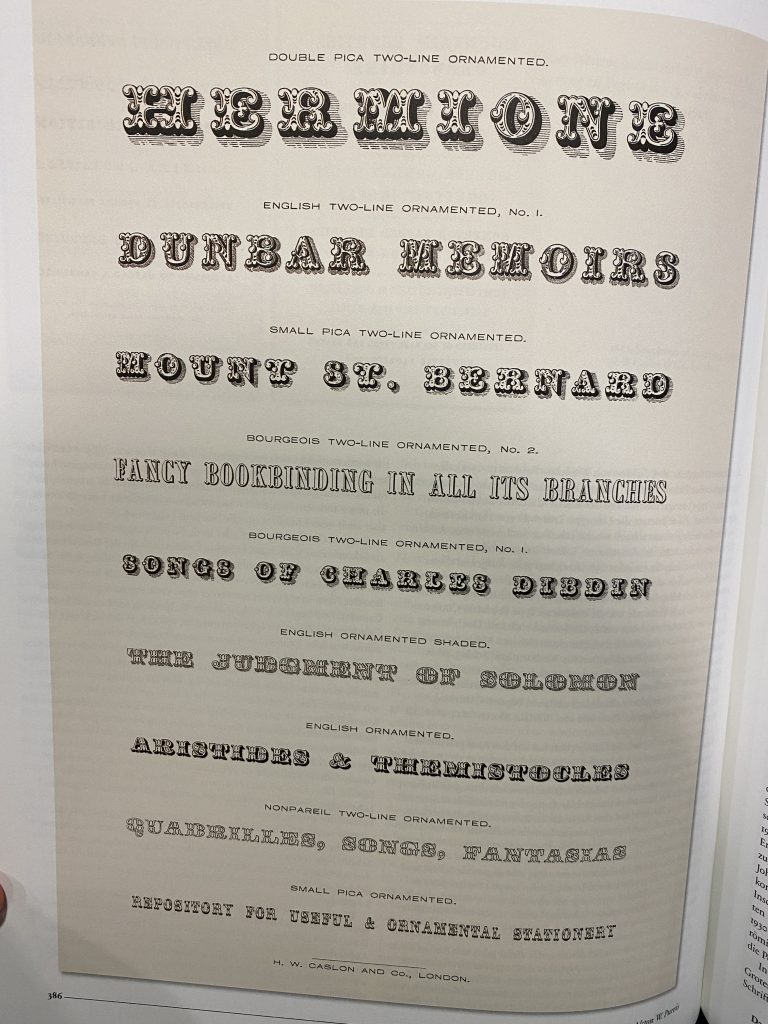 DOUBLE PICA TWO-LINE ORNAMENTED.
HERMIONE
ENGLISH TWO-LINE ORNAMENTED, No. 1.
DUNBAR MEMOIRS
SMALL PICA TWO-LINE ORNAMENTED.
MOUNT ST. BERNARD
BOURGEOIS TWO-LINE ORNAMENTED, No. 2.
FANCY BOOKBINDING IN ALL ITS BRANCHES
BOURGEOIS TWO-LINE ORNAMENTED, No. 1.
SONGS OF CHARLES DIBDIN
ENGLISH ORNAMENTED SHADED.
THE JUDGMENT OF SOLOMON
ENGLISH ORNAMENTED.
ARISTIDES & THEMISTOCLES
NONPAREIL TWO-LINE ORNAMENTED.
QUADRILLES, SONGS, FANTASIAS
SMALL PICA ORNAMENTED.
REPOSITORY FOR USEFUL & ORNAMENTAL STATIONERY
H. W. CASLON AND Co., LONDON.
386
W. Purvis